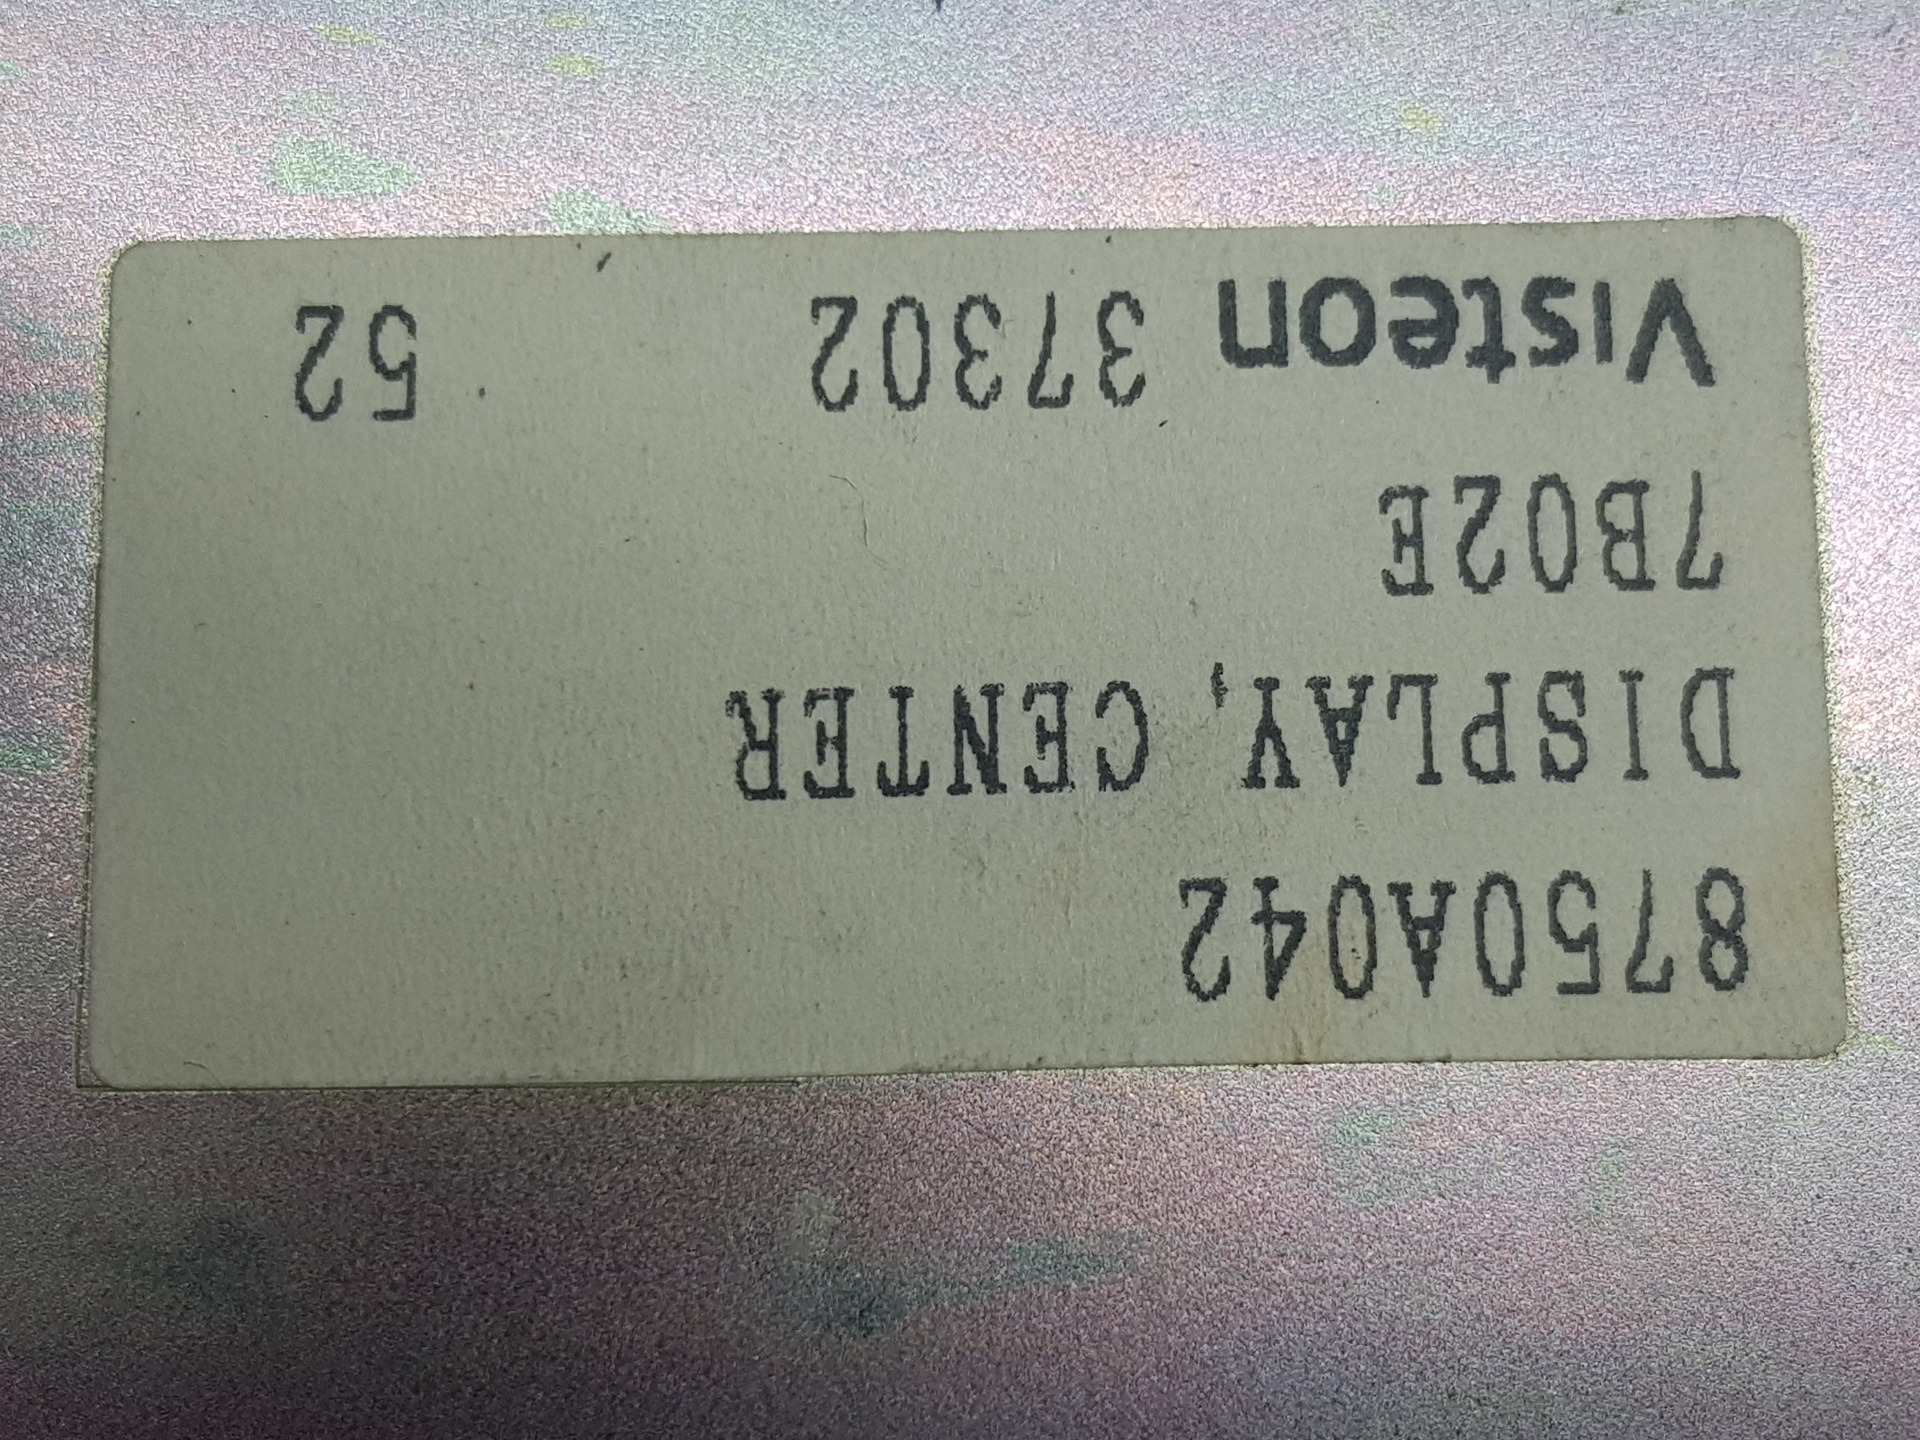 8750A042
DISPLAY, CENTER
7B02E
Visteon 37302 52